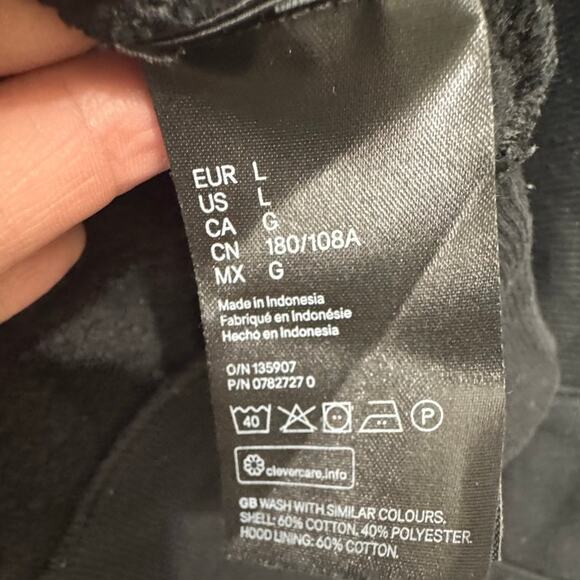 EUR L
US L
CA G
CN 180/108A
MX G
Made in Indonesia
Fabriqué en Indonésie
Hecho en Indonesia
O/N 135907
P/N 0782727 0
40 P
clevercare.info
GB WASH WITH SIMILAR COLOURS.
SHELL: 60% COTTON. 40% POLYESTER.
HOOD LINING: 60% COTTON.